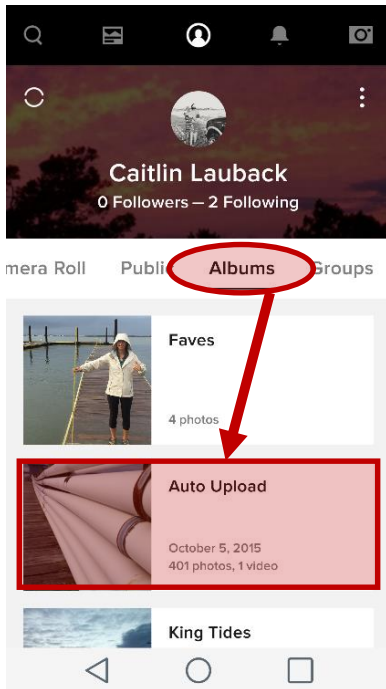 Caitlin Lauback
0 Followers — 2 Following
mera Roll Publi Albums Groups
Faves
4 photos
Auto Upload
October 5, 2015
401 photos, 1 video
King Tides